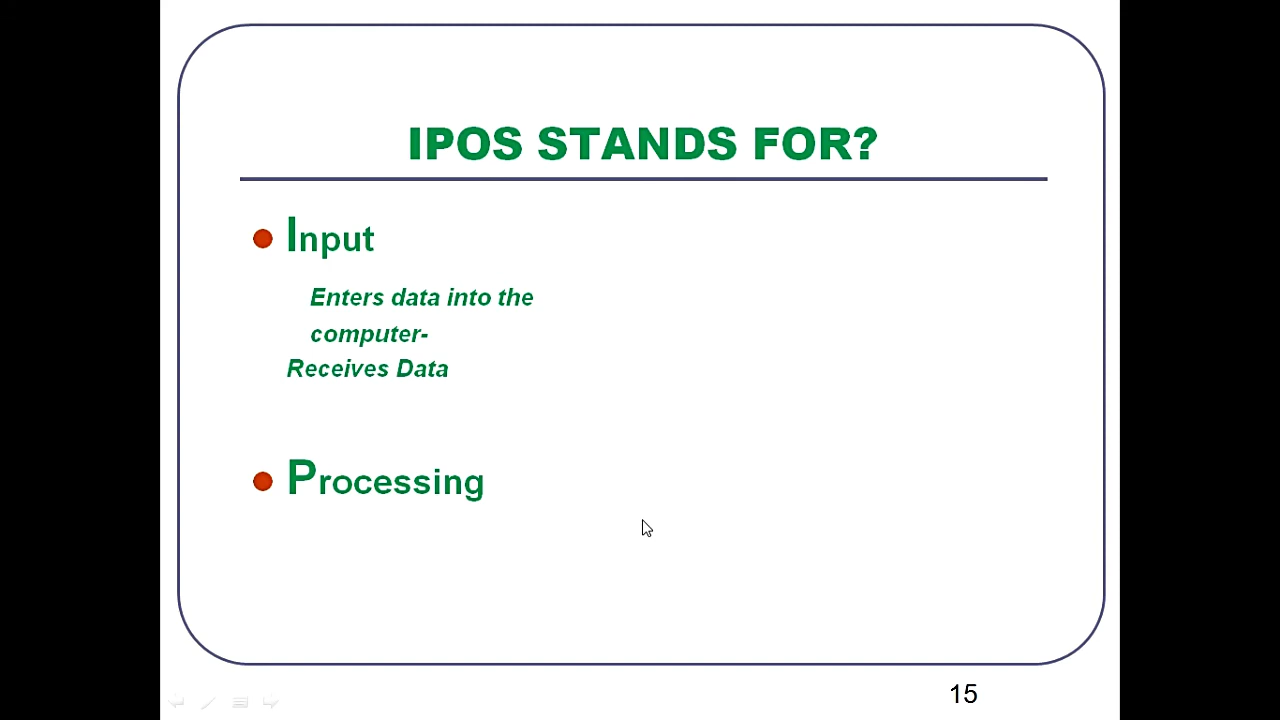 IPOS STANDS FOR?
Input
Enters data into the
computer-
Receives Data
Processing
15